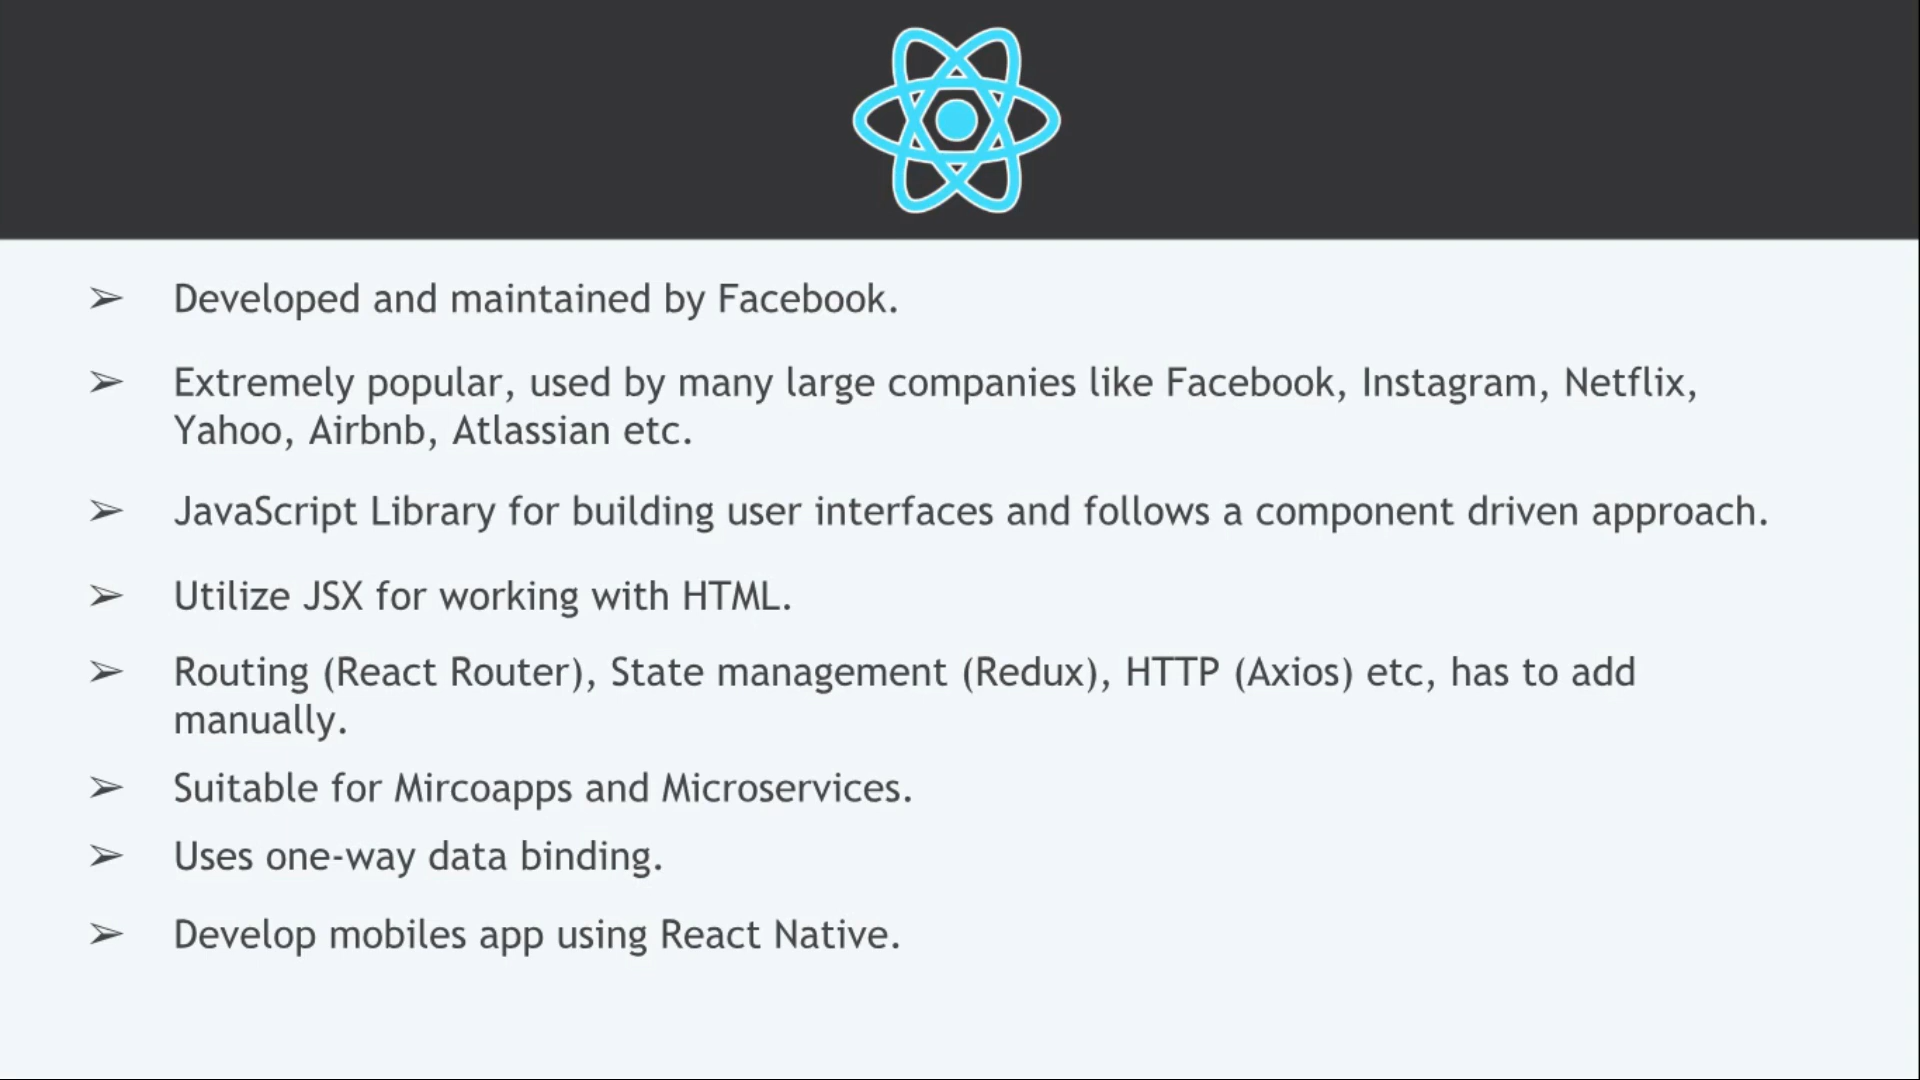 ➢ Developed and maintained by Facebook.
➢ Extremely popular, used by many large companies like Facebook, Instagram, Netflix,
Yahoo, Airbnb, Atlassian etc.
➢ JavaScript Library for building user interfaces and follows a component driven approach.
➢ Utilize JSX for working with HTML.
➢ Routing (React Router), State management (Redux), HTTP (Axios) etc, has to add
manually.
➢ Suitable for Mircoapps and Microservices.
➢ Uses one-way data binding.
➢ Develop mobiles app using React Native.